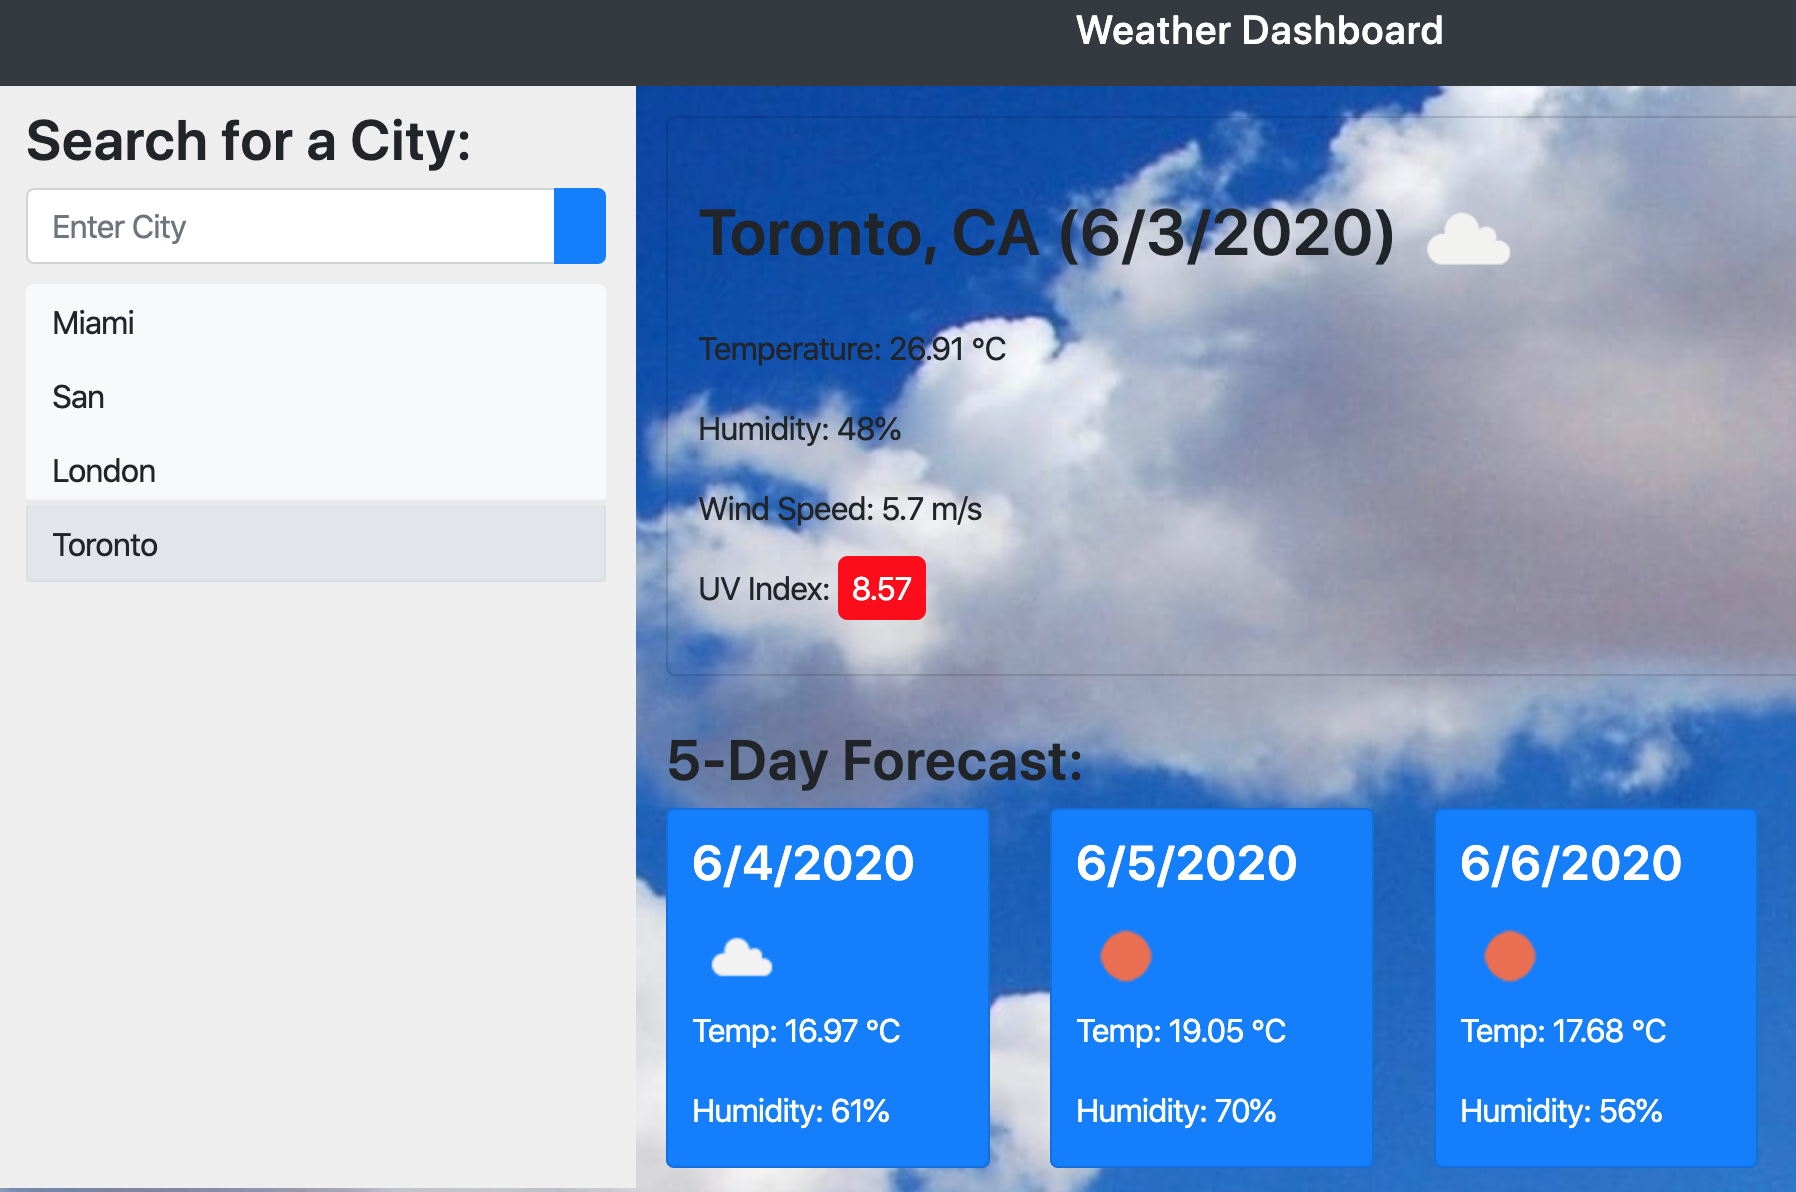 Weather Dashboard
Search for a City:
Enter City
Miami
San
London
Toronto
Toronto, CA (6/3/2020)
Temperature: 26.91 °C
Humidity: 48%
Wind Speed: 5.7 m/s
UV Index: 8.57
5-Day Forecast:
6/4/2020
Temp: 16.97 °C
Humidity: 61%
6/5/2020
Temp: 19.05 °C
Humidity: 70%
6/6/2020
Temp: 17.68 °C
Humidity: 56%